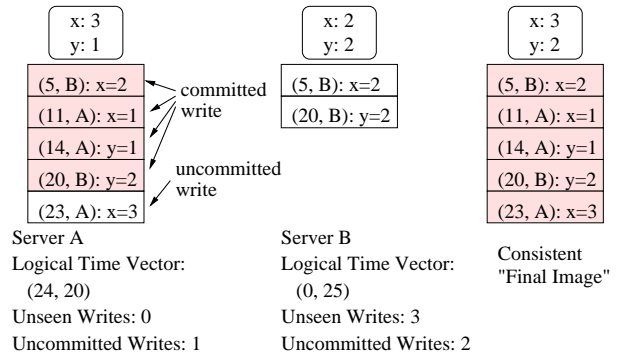 x: 3
y: 1
(5, B): x=2
(11, A): x=1
(14, A): y=1
(20, B): y=2
(23, A): x=3
committed
write
uncommitted
write
Server A
Logical Time Vector:
(24, 20)
Unseen Writes: 0
Uncommitted Writes: 1
x: 2
y: 2
(5, B): x=2
(20, B): y=2
Server B
Logical Time Vector:
(0, 25)
Unseen Writes: 3
Uncommitted Writes: 2
x: 3
y: 2
(5, B): x=2
(11, A): x=1
(14, A): y=1
(20, B): y=2
(23, A): x=3
Consistent
"Final Image"